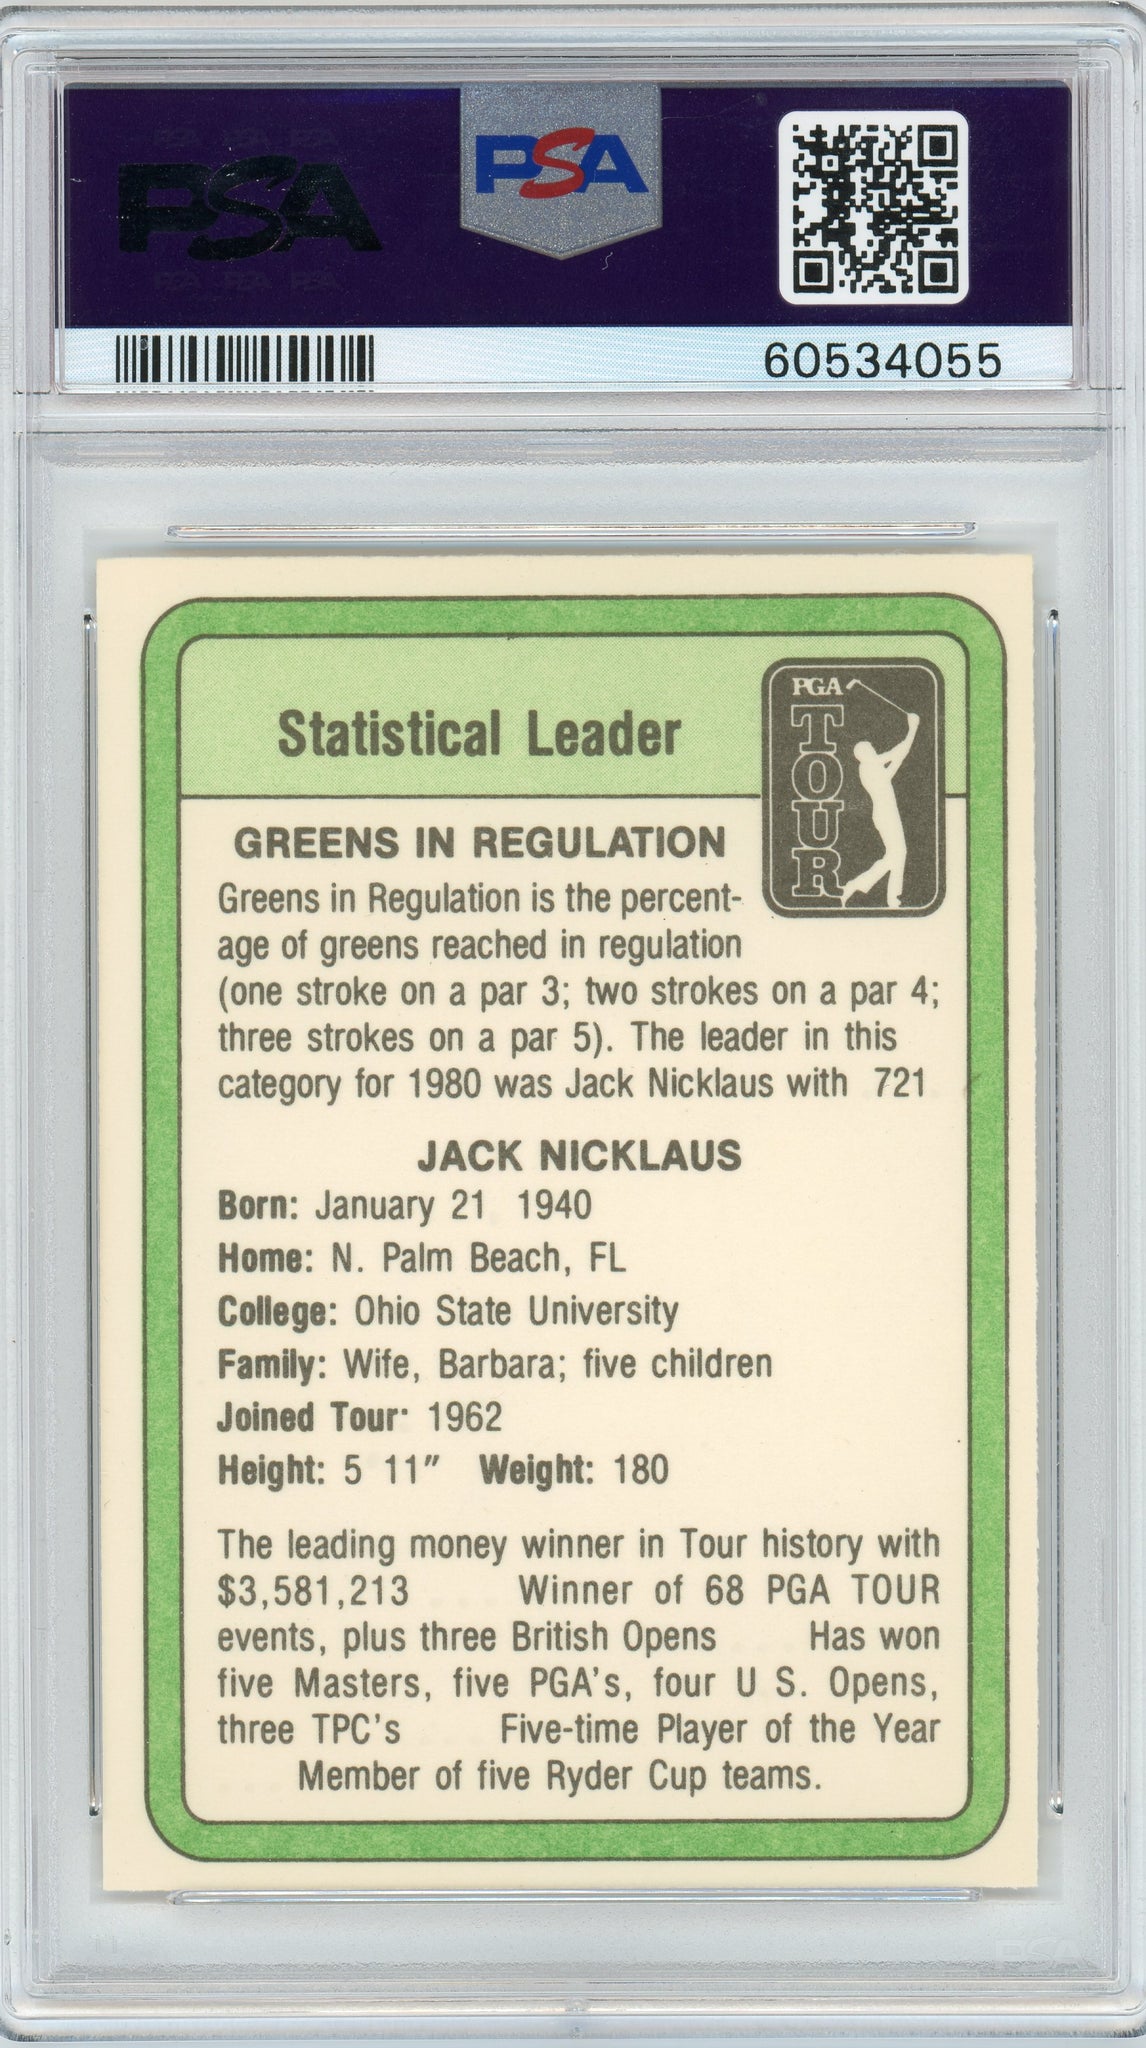 PSA
PSA
60534055
PGA
TOUR
Statistical Leader
GREENS IN REGULATION
Greens in Regulation is the percent-
age of greens reached in regulation
(one stroke on a par 3; two strokes on a par 4;
three strokes on a par 5). The leader in this
category for 1980 was Jack Nicklaus with 721
JACK NICKLAUS
Born: January 21 1940
Home: N. Palm Beach, FL
College: Ohio State University
Family: Wife, Barbara; five children
Joined Tour· 1962
Height: 5 11" Weight: 180
The leading money winner in Tour history with
$3,581,213 Winner of 68 PGA TOUR
events, plus three British Opens Has won
five Masters, five PGA's, four U S. Opens,
three TPC's Five-time Player of the Year
Member of five Ryder Cup teams.